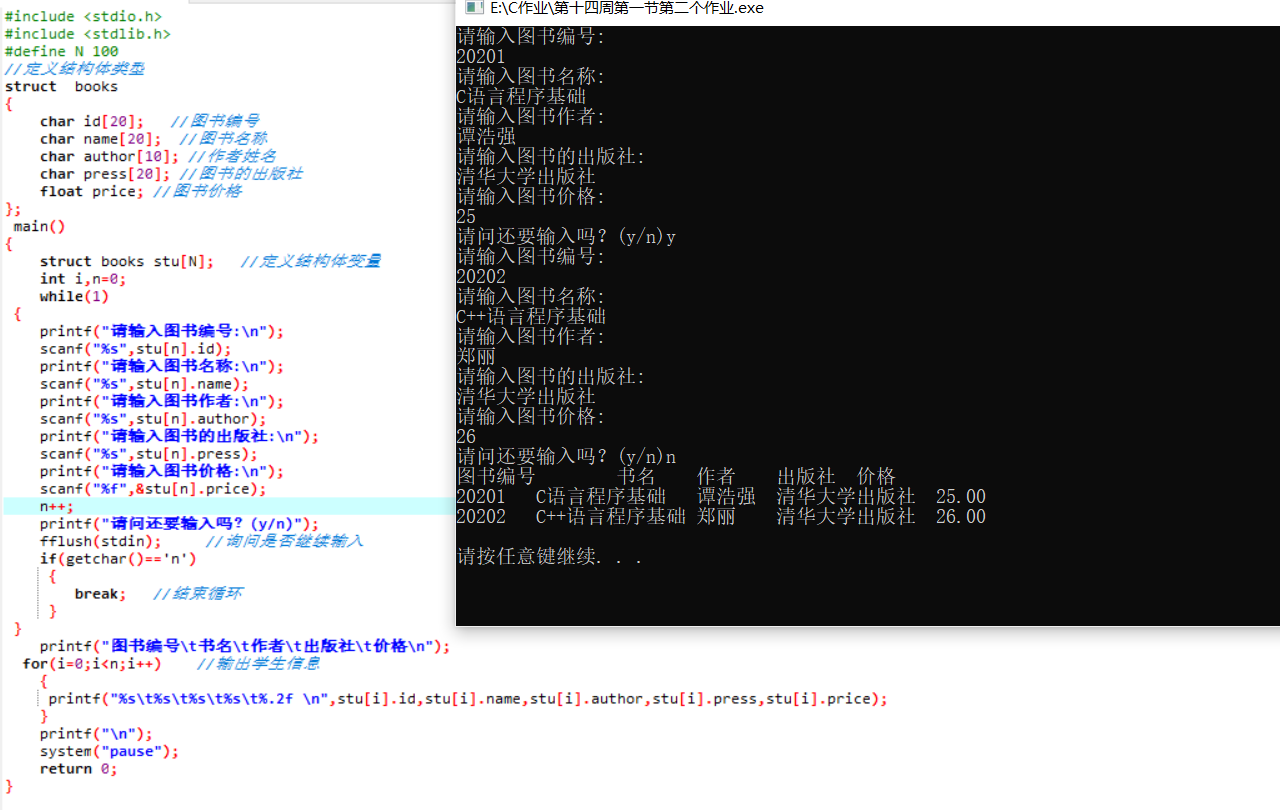 #include <stdio.h>
#include <stdlib.h>
#define N 100
//定义结构体类型
struct  books
{
    char id[20];   //图书编号
    char name[20];  //图书名称
    char author[10]; //作者姓名
    char press[20]; //图书的出版社
    float price; //图书价格
};
 main()
{
    struct books stu[N];   //定义结构体变量
    int i,n=0;
    while(1)
 {
    printf("请输入图书编号:\n");
    scanf("%s",stu[n].id);
    printf("请输入图书名称:\n");
    scanf("%s",stu[n].name);
    printf("请输入图书作者:\n");
    scanf("%s",stu[n].author);
    printf("请输入图书的出版社:\n");
    scanf("%s",stu[n].press);
    printf("请输入图书价格:\n");
    scanf("%f",&stu[n].price);
    n++;
    printf("请问还要输入吗? (y/n)");
    fflush(stdin);     //询问是否继续输入
    if(getchar()=='n')
     {
        break;   //结束循环
     }
 }
    printf("图书编号\t书名\t作者\t出版社\t价格\n");
  for(i=0;i<n;i++)    //输出学生信息
    {
     printf("%s\t%s\t%s\t%s\t%.2f \n",stu[i].id,stu[i].name,stu[i].author,stu[i].press,stu[i].price);
    }
    printf("\n");
    system("pause");
    return 0;
}
E:\C作业\第十四周第一节第二个作业.exe
请输入图书编号:
20201
请输入图书名称:
C语言程序基础
请输入图书作者:
谭浩强
请输入图书的出版社:
清华大学出版社
请输入图书价格:
25
请问还要输入吗? (y/n)y
请输入图书编号:
20202
请输入图书名称:
C++语言程序基础
请输入图书作者:
郑丽
请输入图书的出版社:
清华大学出版社
请输入图书价格:
26
请问还要输入吗? (y/n)n
图书编号        书名    作者    出版社  价格
20201   C语言程序基础   谭浩强  清华大学出版社  25.00
20202   C++语言程序基础 郑丽    清华大学出版社  26.00
请按任意键继续. . .